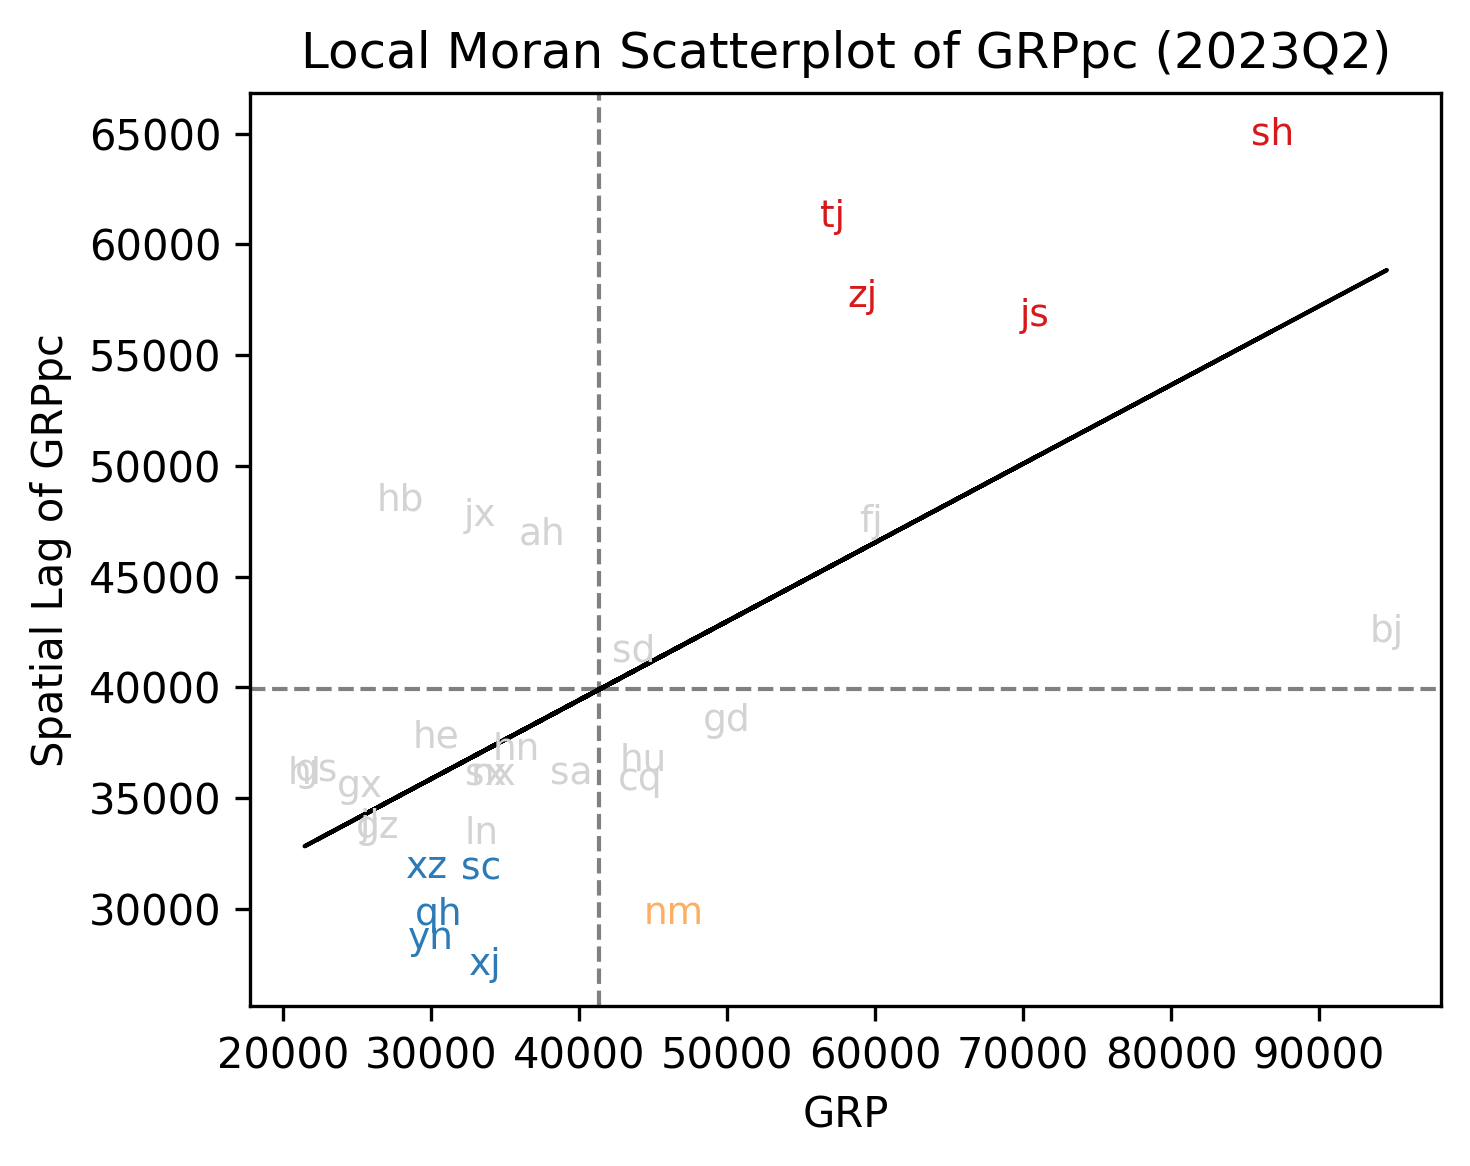 Local Moran Scatterplot of GRPpc (2023Q2)
65000
60000
55000
50000
45000
40000
35000
30000
Spatial Lag of GRPpc
sh
tj
zj
js
hb
jx
ah
fj
bj
sd
gd
he
hn
hu
gs
sa
cq
gx
gz
ln
xz
sc
qh
nm
yn
xj
20000 30000 40000 50000 60000 70000 80000 90000
GRP